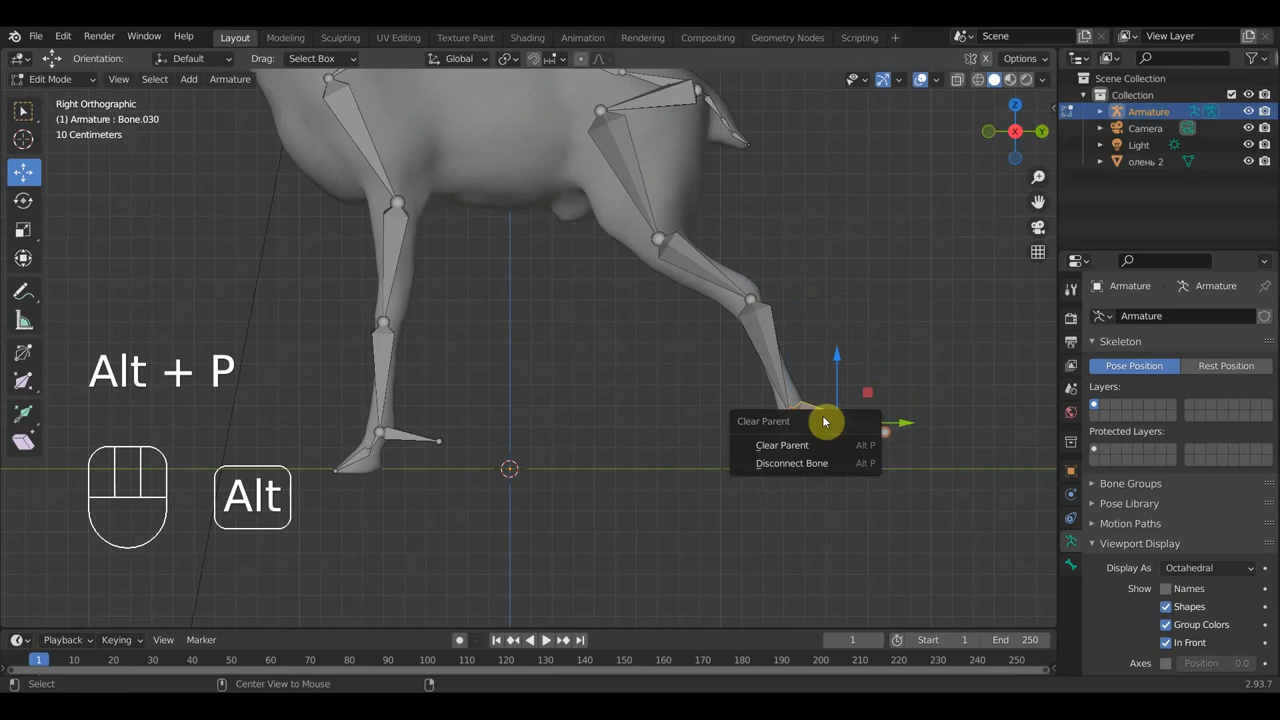 File Edit Render Window Help Layout Modeling Sculpting UV Editing Texture Paint Shading Animation Rendering Compositing Geometry Nodes Scripting + Scene View Layer
Orientation: Default Drag: Select Box Global X Options
Edit Mode View Select Add Armature
Right Orthographic
(1) Armature : Bone.030
10 Centimeters
Z
X
Y
Scene Collection
Collection
Armature
Camera
Light
олень 2
Armature Armature
Armature
Skeleton
Pose Position Rest Position
Layers:
Protected Layers:
Bone Groups
Pose Library
Motion Paths
Viewport Display
Display As Octahedral
Show Names
Shapes
Group Colors
In Front
Axes Position 0.0
Alt + P
Alt
Clear Parent
Clear Parent Alt P
Disconnect Bone Alt P
Playback Keying View Marker 1 Start 1 End 250
1 10 20 30 40 50 60 70 80 90 100 110 120 130 140 150 160 170 180 190 200 210 220 230 240 250
Select Center View to Mouse 2.93.7